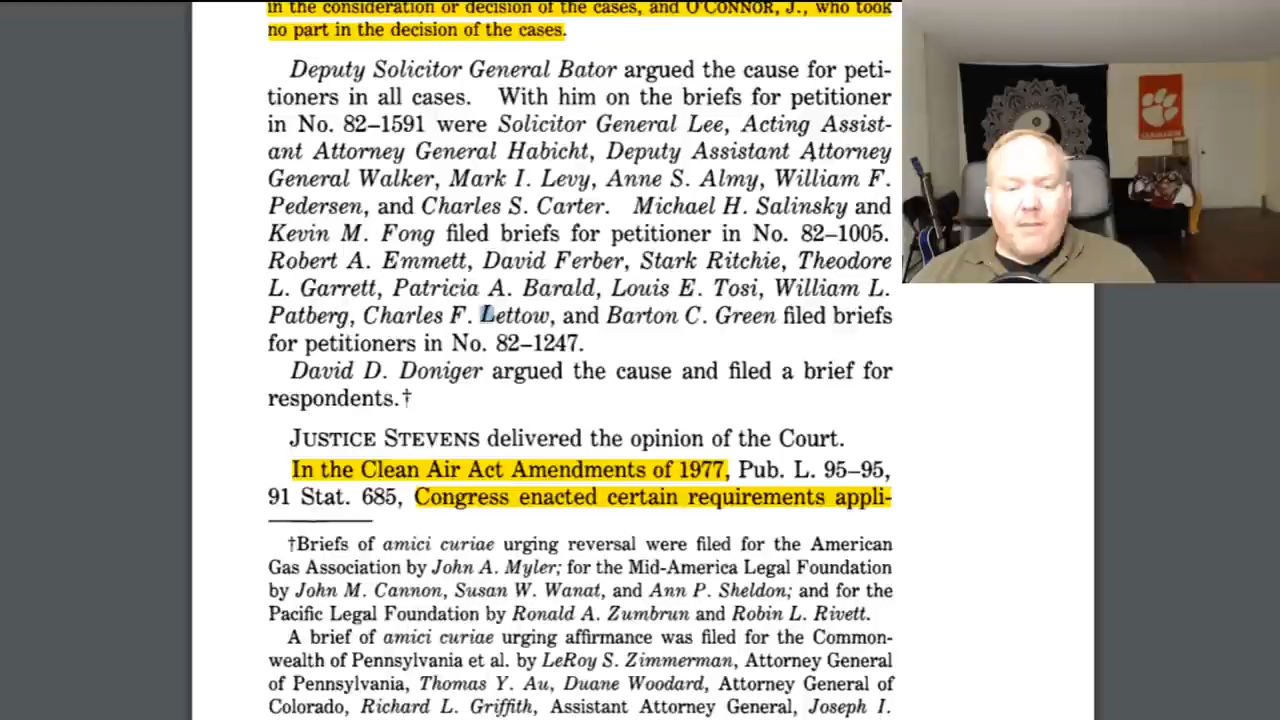 in the consideration or decision of the cases, and O'CONNOR, J., who took
no part in the decision of the cases.
Deputy Solicitor General Bator argued the cause for peti-
tioners in all cases. With him on the briefs for petitioner
in No. 82–1591 were Solicitor General Lee, Acting Assist-
ant Attorney General Habicht, Deputy Assistant Attorney
General Walker, Mark I. Levy, Anne S. Almy, William F.
Pedersen, and Charles S. Carter. Michael H. Salinsky and
Kevin M. Fong filed briefs for petitioner in No. 82–1005.
Robert A. Emmett, David Ferber, Stark Ritchie, Theodore
L. Garrett, Patricia A. Barald, Louis E. Tosi, William L.
Patberg, Charles F. Lettow, and Barton C. Green filed briefs
for petitioners in No. 82–1247.
David D. Doniger argued the cause and filed a brief for
respondents.†
JUSTICE STEVENS delivered the opinion of the Court.
In the Clean Air Act Amendments of 1977, Pub. L. 95–95,
91 Stat. 685, Congress enacted certain requirements appli-
†Briefs of amici curiae urging reversal were filed for the American
Gas Association by John A. Myler; for the Mid-America Legal Foundation
by John M. Cannon, Susan W. Wanat, and Ann P. Sheldon; and for the
Pacific Legal Foundation by Ronald A. Zumbrun and Robin L. Rivett.
A brief of amici curiae urging affirmance was filed for the Common-
wealth of Pennsylvania et al. by LeRoy S. Zimmerman, Attorney General
of Pennsylvania, Thomas Y. Au, Duane Woodard, Attorney General of
Colorado, Richard L. Griffith, Assistant Attorney General, Joseph I.